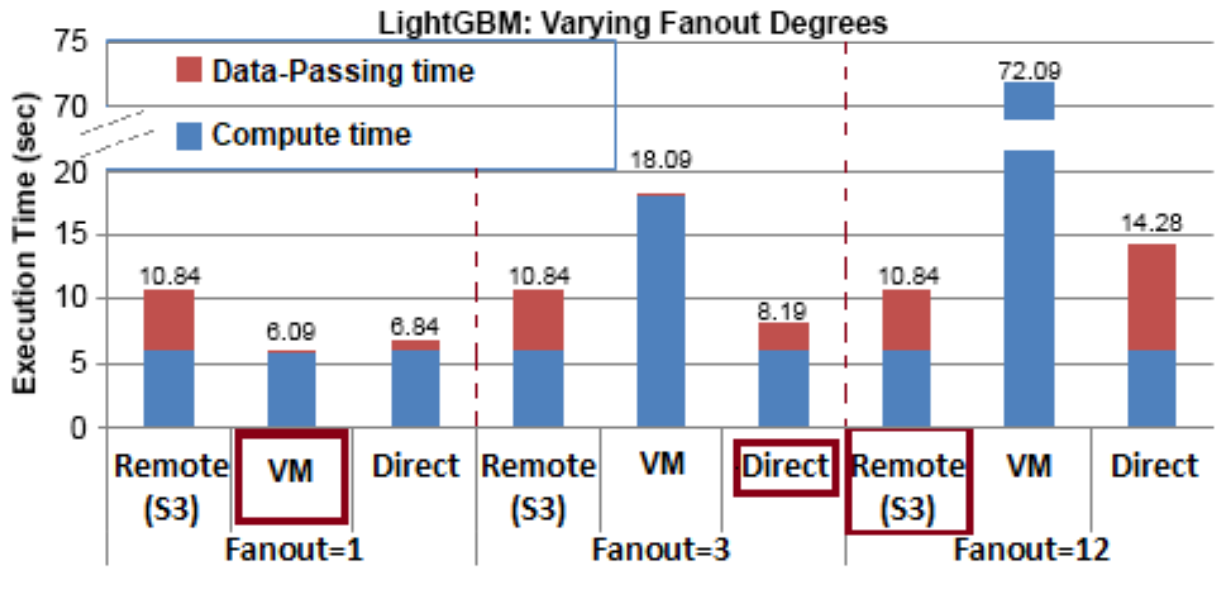 LightGBM: Varying Fanout Degrees
Execution Time (sec)
75
70
20
15
10
5
0
Data-Passing time
Compute time
10.84
6.09
6.84
10.84
18.09
8.19
10.84
72.09
14.28
Remote (S3)
VM
Direct
Remote (S3)
VM
Direct
Remote (S3)
VM
Direct
Fanout=1
Fanout=3
Fanout=12